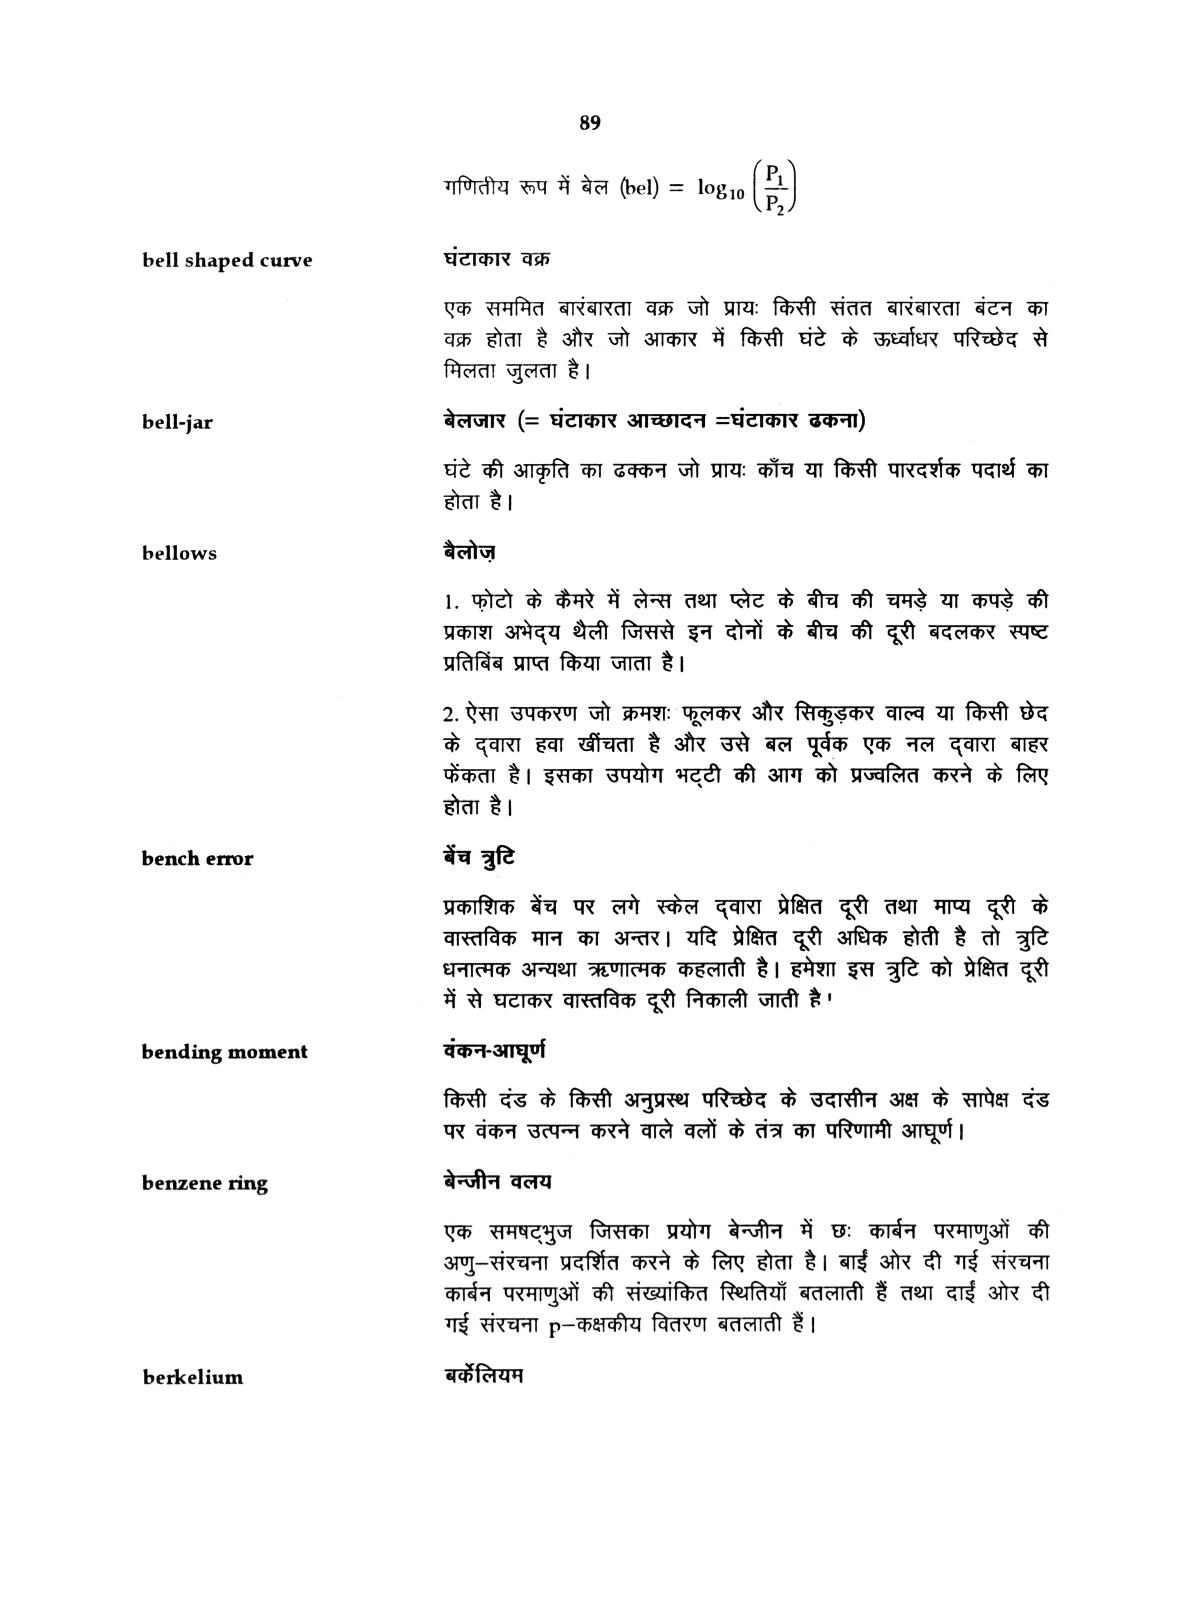 89
गणितीय रूप में बेल (bel) = log₁₀ (P₁/P₂)
bell shaped curve घंटाकार वक्र
एक सममित बारंबारता वक्र जो प्रायः किसी संतत बारंबारता बंटन का
वक्र होता है और जो आकार में किसी घंटे के ऊर्ध्वाधर परिच्छेद से
मिलता जुलता है।
bell-jar बेलजार (= घंटाकार आच्छादन =घंटाकार ढकना)
घंटे की आकृति का ढक्कन जो प्रायः काँच या किसी पारदर्शक पदार्थ का
होता है।
bellows बैलोज़
1. फ़ोटो के कैमरे में लेन्स तथा प्लेट के बीच की चमड़े या कपड़े की
प्रकाश अभेद्य थैली जिससे इन दोनों के बीच की दूरी बदलकर स्पष्ट
प्रतिबिंब प्राप्त किया जाता है।
2. ऐसा उपकरण जो क्रमशः फूलकर और सिकुड़कर वाल्व या किसी छेद
के द्वारा हवा खींचता है और उसे बल पूर्वक एक नल द्वारा बाहर
फेंकता है। इसका उपयोग भट्टी की आग को प्रज्वलित करने के लिए
होता है।
bench error बेंच त्रुटि
प्रकाशिक बेंच पर लगे स्केल द्वारा प्रेक्षित दूरी तथा माप्य दूरी के
वास्तविक मान का अन्तर। यदि प्रेक्षित दूरी अधिक होती है तो त्रुटि
धनात्मक अन्यथा ऋणात्मक कहलाती है। हमेशा इस त्रुटि को प्रेक्षित दूरी
में से घटाकर वास्तविक दूरी निकाली जाती है'
bending moment वंकन-आघूर्ण
किसी दंड के किसी अनुप्रस्थ परिच्छेद के उदासीन अक्ष के सापेक्ष दंड
पर वंकन उत्पन्न करने वाले वलों के तंत्र का परिणामी आघूर्ण।
benzene ring बेन्जीन वलय
एक समषट्भुज जिसका प्रयोग बेन्जीन में छः कार्बन परमाणुओं की
अणु–संरचना प्रदर्शित करने के लिए होता है। बाईं ओर दी गई संरचना
कार्बन परमाणुओं की संख्यांकित स्थितियाँ बतलाती हैं तथा दाईं ओर दी
गई संरचना p–कक्षकीय वितरण बतलाती हैं।
berkelium बर्केलियम